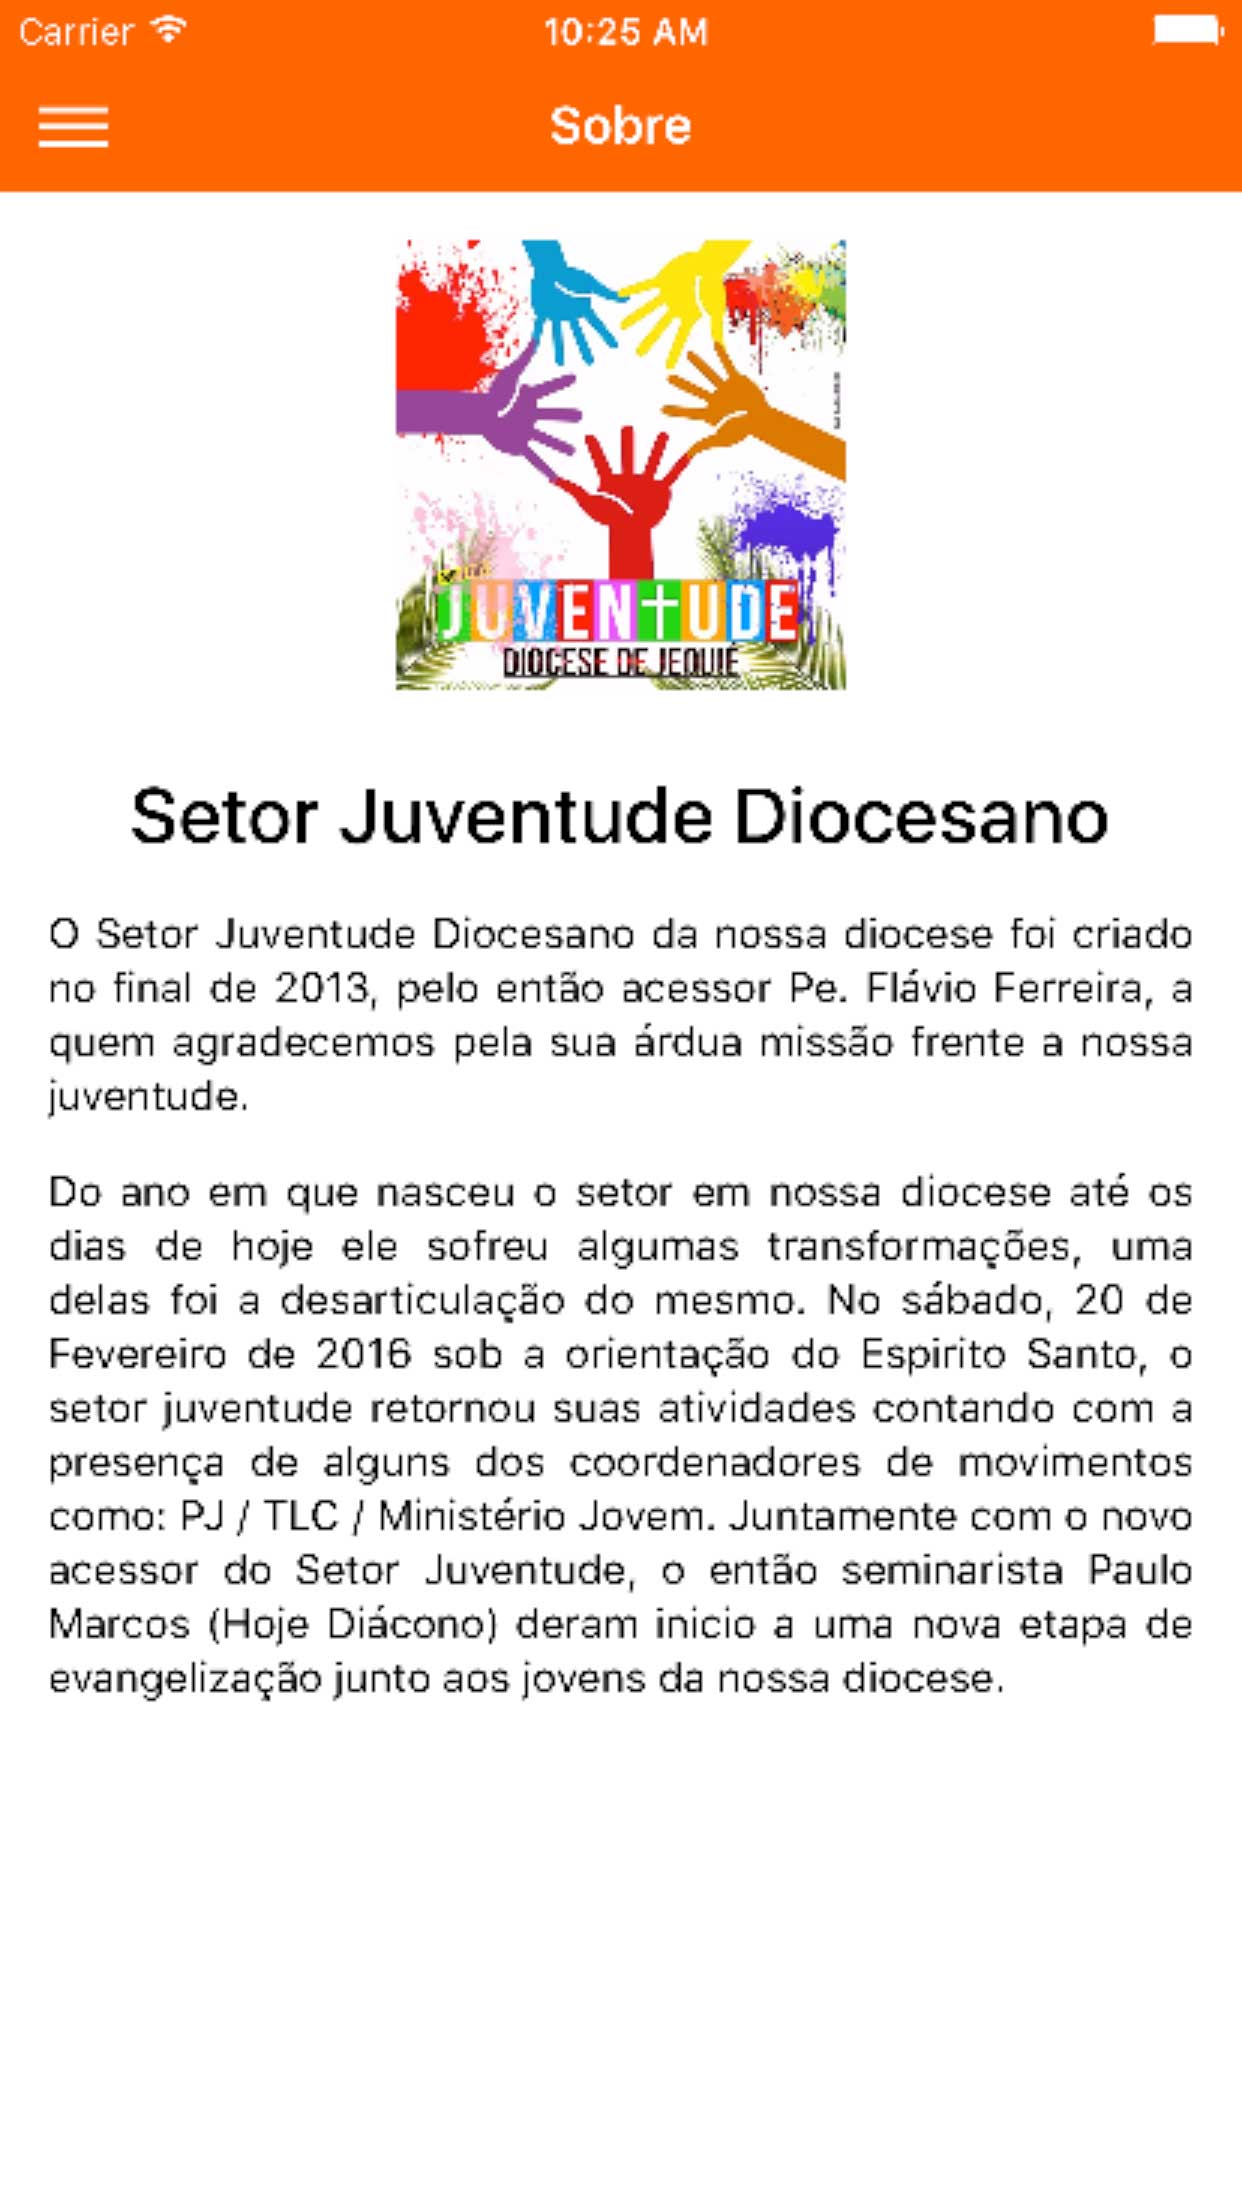 Carrier
10:25 AM
Sobre
JUVENTUDE
DIOCESE DE JEQUIÉ
Setor Juventude Diocesano
O Setor Juventude Diocesano da nossa diocese foi criado
no final de 2013, pelo então acessor Pe. Flávio Ferreira, a
quem agradecemos pela sua árdua missão frente a nossa
juventude.
Do ano em que nasceu o setor em nossa diocese até os
dias de hoje ele sofreu algumas transformações, uma
delas foi a desarticulação do mesmo. No sábado, 20 de
Fevereiro de 2016 sob a orientação do Espirito Santo, o
setor juventude retornou suas atividades contando com a
presença de alguns dos coordenadores de movimentos
como: PJ / TLC / Ministério Jovem. Juntamente com o novo
acessor do Setor Juventude, o então seminarista Paulo
Marcos (Hoje Diácono) deram inicio a uma nova etapa de
evangelização junto aos jovens da nossa diocese.